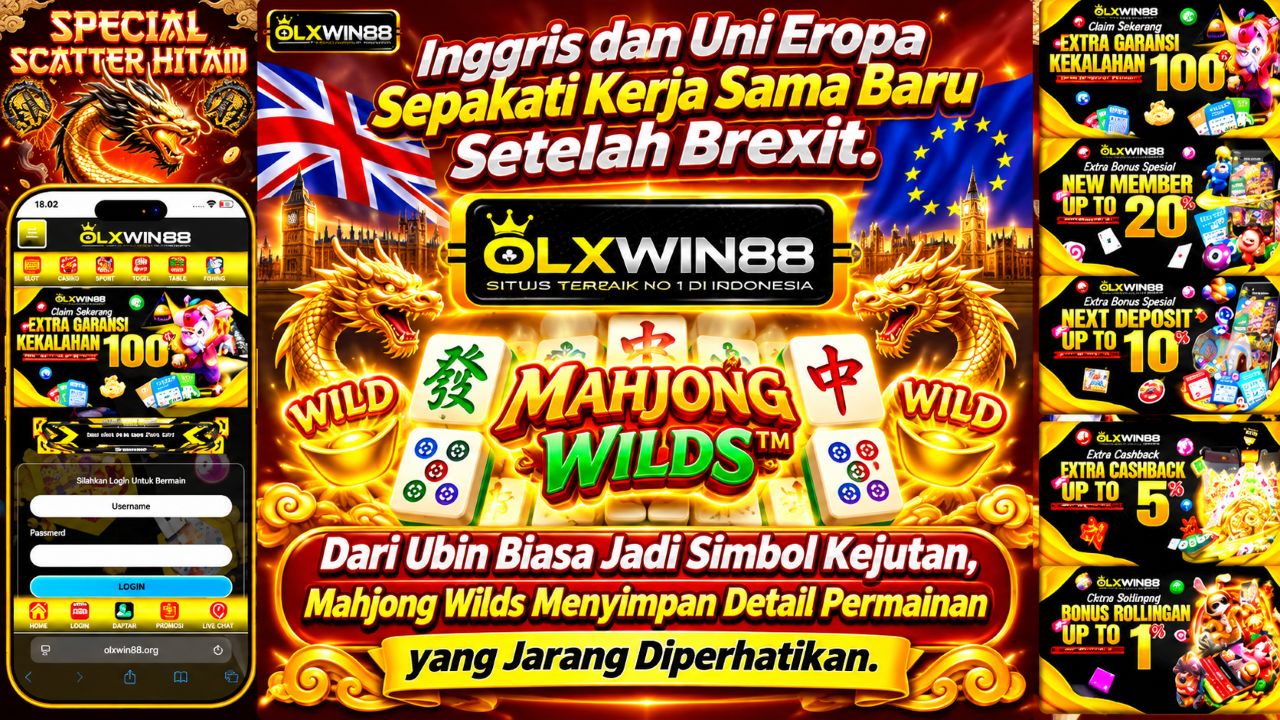 SPECIAL
SCATTER HITAM
18.02
OLXWIN88
SLOT CASINO SPORT TOGEL TABLE FISHING
OLXWIN88
Claim Sekarang
EXTRA GARANSI
KEKALAHAN 100%
Silahkan Login Untuk Bermain
Username
Passmerd
LOGIN
HOME LOGIN DAFTAR PROMOSI LIVE CHAT
olxwin88.org
OLXWIN88
Inggris dan Uni Eropa
Sepakati Kerja Sama Baru
Setelah Brexit.
OLXWIN88
SITUS TERBAIK NO 1 DI INDONESIA
發
中
中
WILD
WILD
MAHJONG
WILDS™
Dari Ubin Biasa Jadi Simbol Kejutan,
Mahjong Wilds Menyimpan Detail Permainan
yang Jarang Diperhatikan.
OLXWIN88
Claim Sekarang
EXTRA GARANSI
KEKALAHAN 100%
OLXWIN88
Extra Bonus Spesial
NEW MEMBER
UP TO 20%
OLXWIN88
Extra Bonus Spesial
NEXT DEPOSIT
UP TO 10%
OLXWIN88
Extra Cashback
EXTRA CASHBACK
UP TO 5%
OLXWIN88
BONUS ROLLINGAN
UP TO 1%